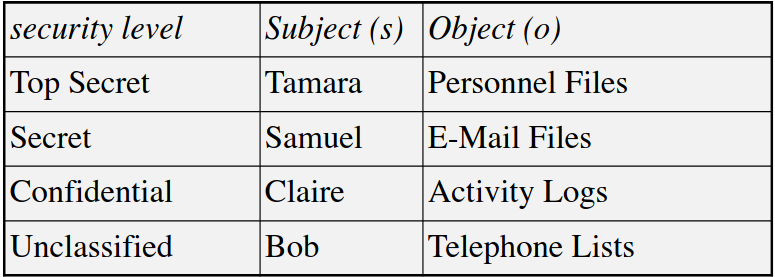 security level Subject (s) Object (o)
Top Secret Tamara Personnel Files
Secret Samuel E-Mail Files
Confidential Claire Activity Logs
Unclassified Bob Telephone Lists